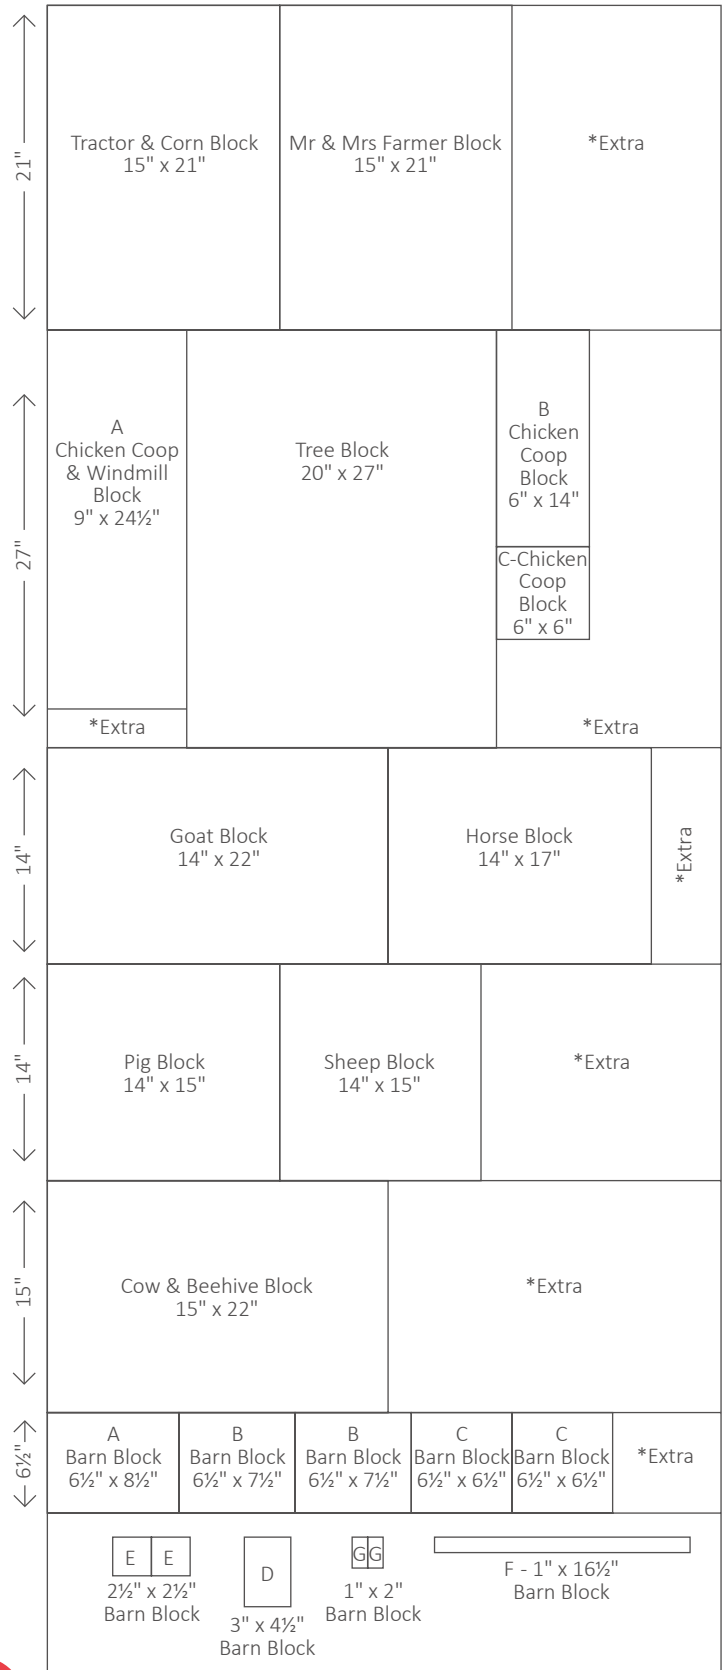 21"
Tractor & Corn Block
15" x 21"
Mr & Mrs Farmer Block
15" x 21"
*Extra
27"
A
Chicken Coop
& Windmill
Block
9" x 24½"
*Extra
Tree Block
20" x 27"
B
Chicken
Coop
Block
6" x 14"
C-Chicken
Coop
Block
6" x 6"
*Extra
14"
Goat Block
14" x 22"
Horse Block
14" x 17"
*Extra
14"
Pig Block
14" x 15"
Sheep Block
14" x 15"
*Extra
15"
Cow & Beehive Block
15" x 22"
*Extra
6½"
A
Barn Block
6½" x 8½"
B
Barn Block
6½" x 7½"
B
Barn Block
6½" x 7½"
C
Barn Block
6½" x 6½"
C
Barn Block
6½" x 6½"
*Extra
E E
2½" x 2½"
Barn Block
D
3" x 4½"
Barn Block
GG
1" x 2"
Barn Block
F - 1" x 16½"
Barn Block